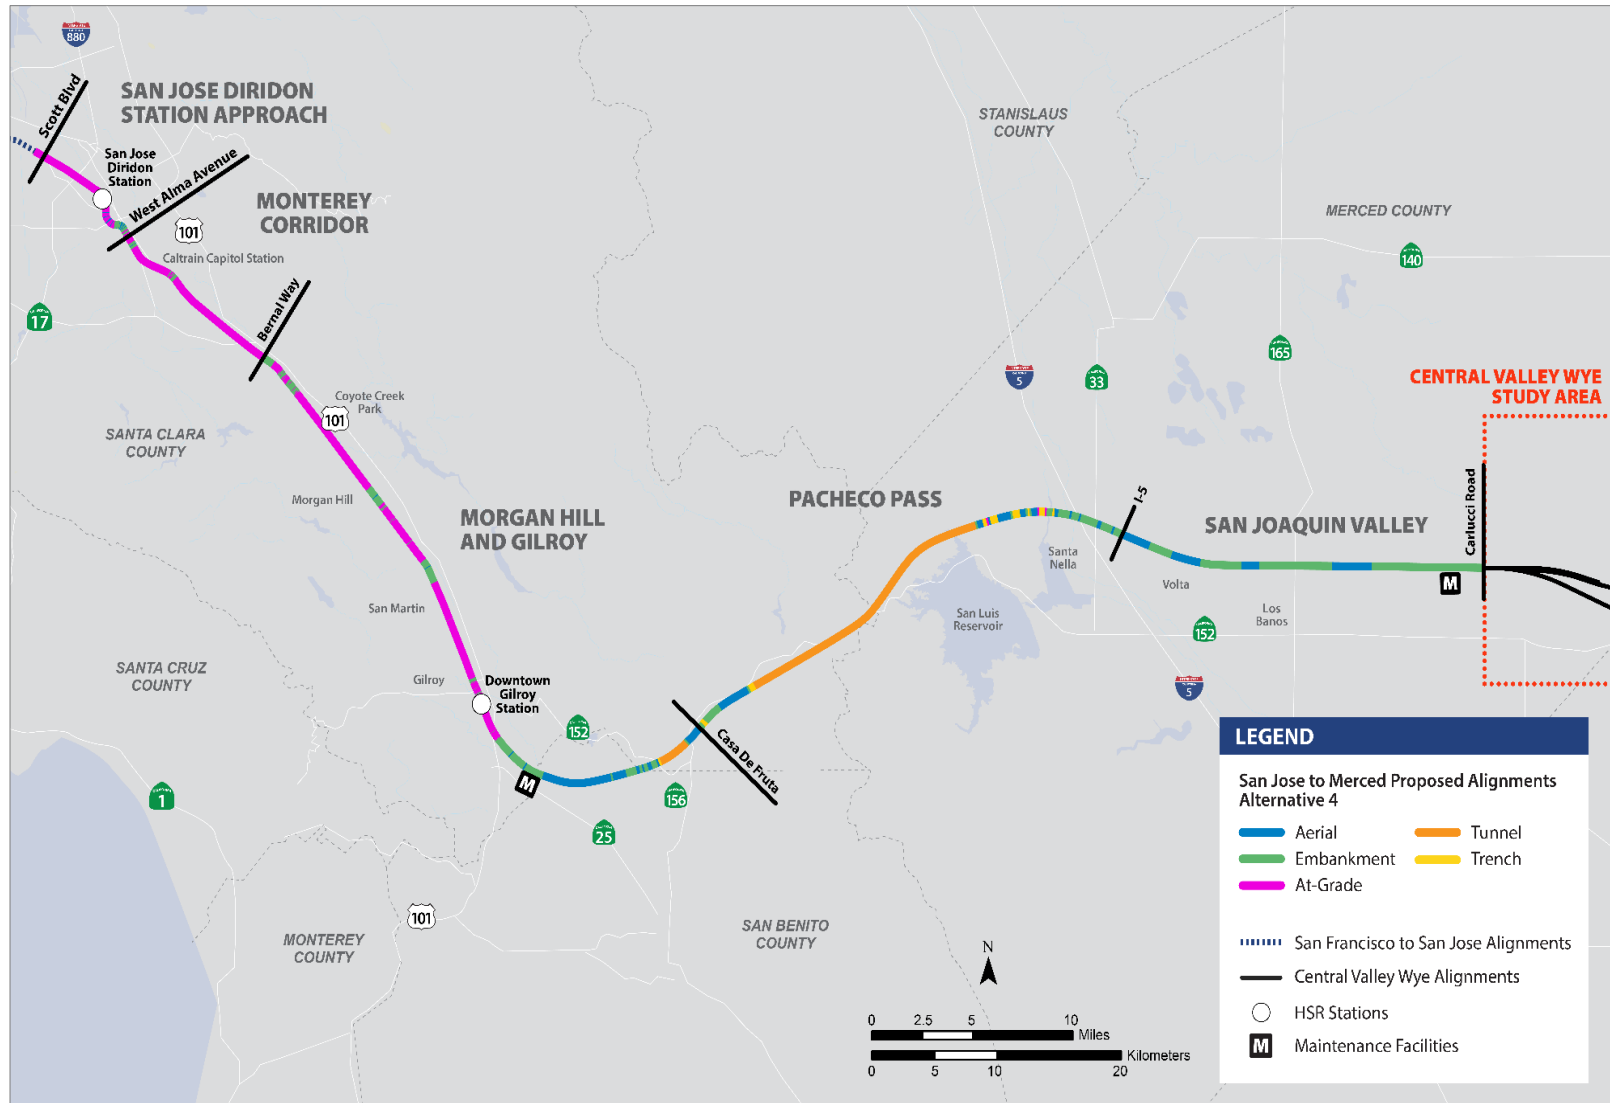 880
Scott Blvd
SAN JOSE DIRIDON
STATION APPROACH
San Jose
Diridon
Station
West Alma Avenue
MONTEREY
CORRIDOR
101
Caltrain Capitol Station
17
Bernal Way
Coyote Creek
Park
101
SANTA CLARA
COUNTY
Morgan Hill
MORGAN HILL
AND GILROY
San Martin
SANTA CRUZ
COUNTY
Gilroy
Downtown
Gilroy
Station
152
M
1
25
156
Casa De Fruta
101
MONTEREY
COUNTY
SAN BENITO
COUNTY
STANISLAUS
COUNTY
MERCED COUNTY
140
165
5
33
CENTRAL VALLEY WYE
STUDY AREA
PACHECO PASS
I-5
SAN JOAQUIN VALLEY
Carlucci Road
Santa
Nella
Volta
M
San Luis
Reservoir
Los
Banos
152
5
N
0 2.5 5 10
Miles
Kilometers
0 5 10 20
LEGEND
San Jose to Merced Proposed Alignments
Alternative 4
Aerial
Tunnel
Embankment
Trench
At-Grade
San Francisco to San Jose Alignments
Central Valley Wye Alignments
HSR Stations
M
Maintenance Facilities